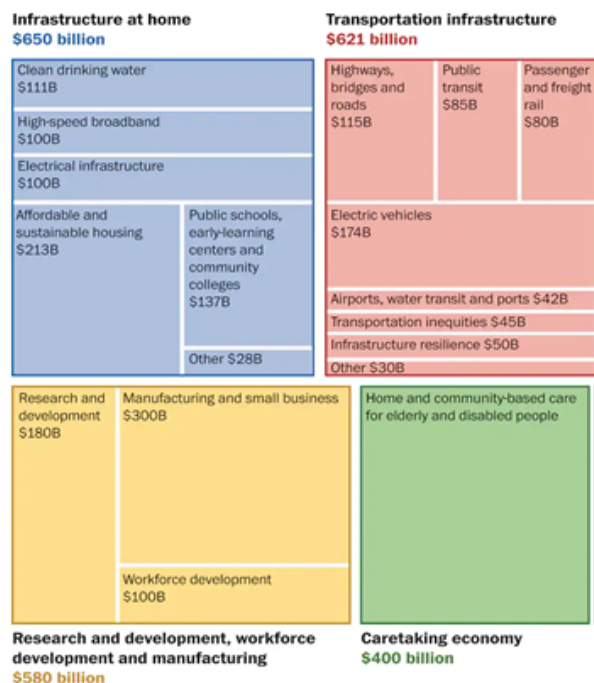 Infrastructure at home
$650 billion
Clean drinking water
$111B
High-speed broadband
$100B
Electrical infrastructure
$100B
Affordable and
sustainable housing
$213B
Public schools,
early-learning
centers and
community
colleges
$137B
Other $28B
Transportation infrastructure
$621 billion
Highways,
bridges and
roads
$115B
Public
transit
$85B
Passenger
and freight
rail
$80B
Electric vehicles
$174B
Airports, water transit and ports $42B
Transportation inequities $45B
Infrastructure resilience $50B
Other $30B
Research and
development
$180B
Manufacturing and small business
$300B
Workforce development
$100B
Research and development, workforce
development and manufacturing
$580 billion
Home and community-based care
for elderly and disabled people
Caretaking economy
$400 billion